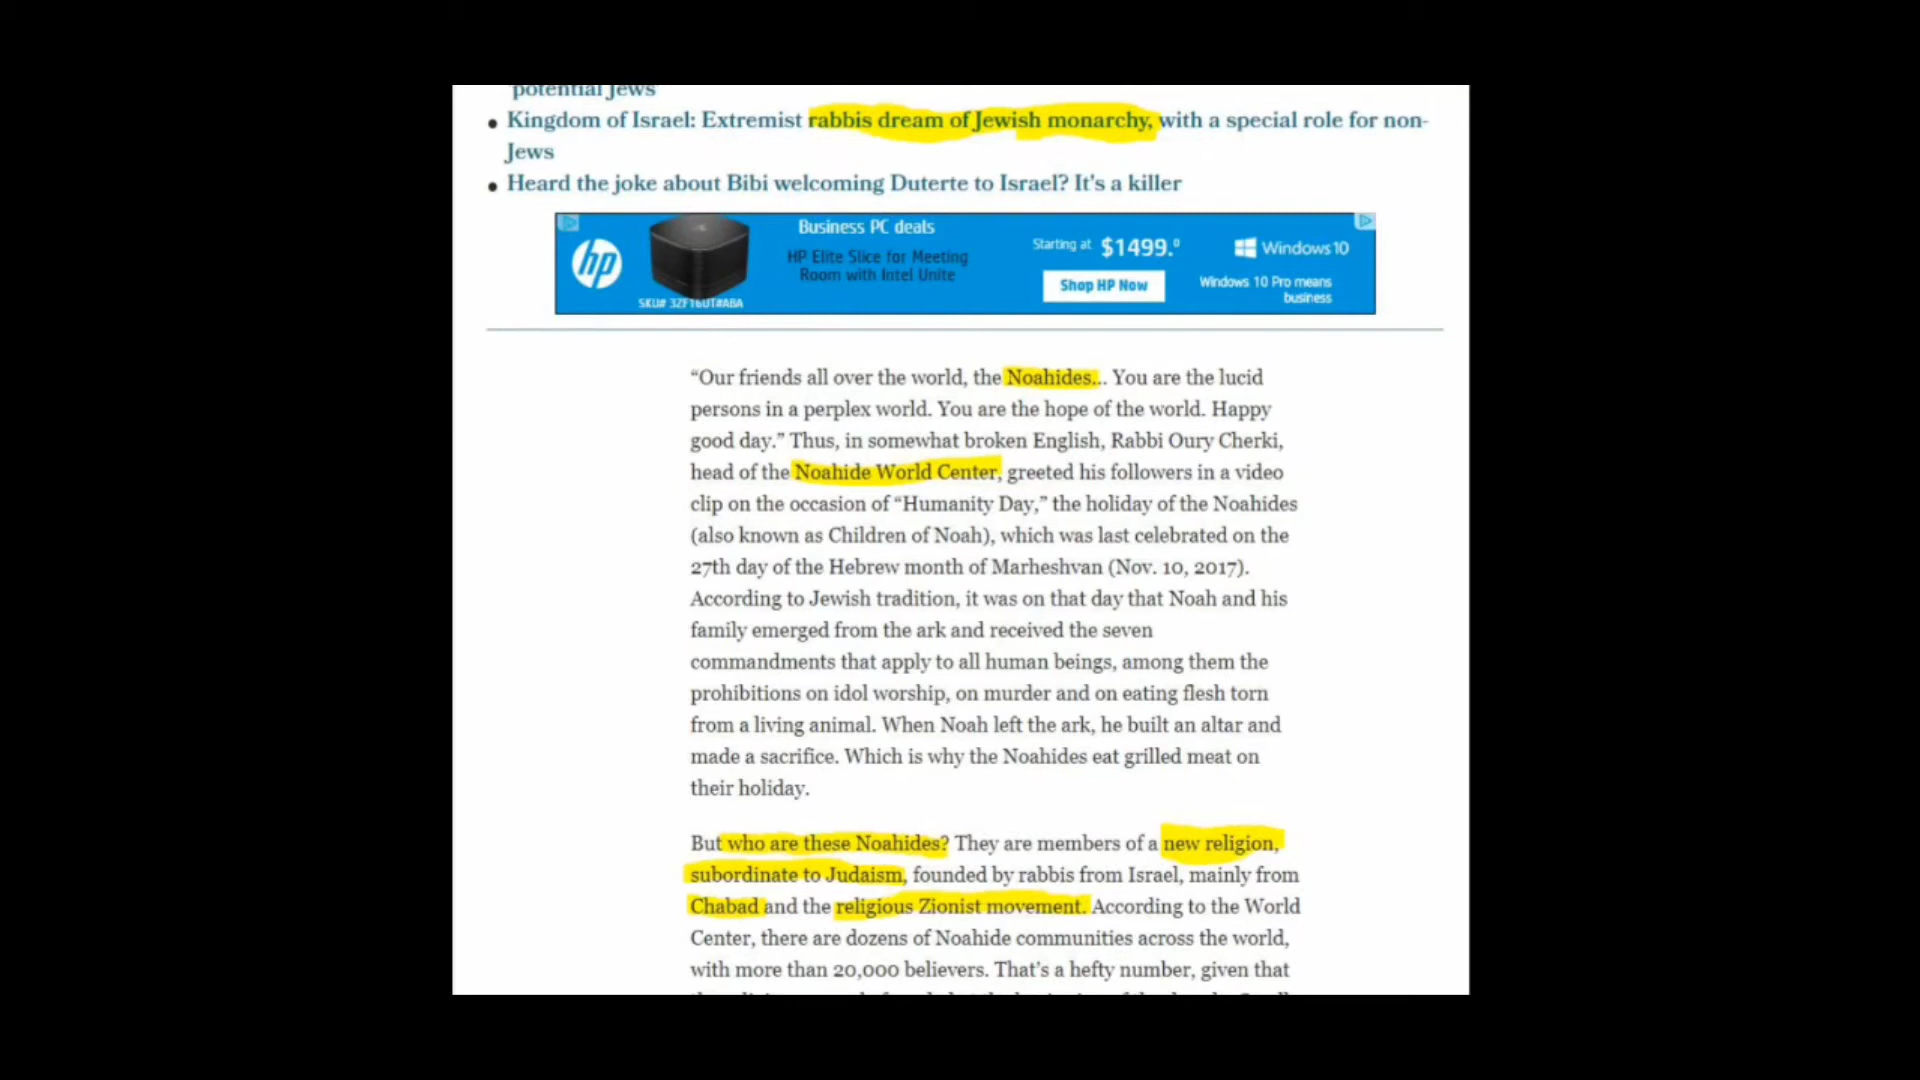 potential Jews
Kingdom of Israel: Extremist rabbis dream of Jewish monarchy, with a special role for non-
Jews
Heard the joke about Bibi welcoming Duterte to Israel? It's a killer
Business PC deals
HP Elite Slice for Meeting
Room with Intel Unite
hp
SKU# 3ZF16UT#ABA
Starting at $1499.0
Shop HP Now
Windows 10
Windows 10 Pro means
business
“Our friends all over the world, the Noahides... You are the lucid
persons in a perplex world. You are the hope of the world. Happy
good day.” Thus, in somewhat broken English, Rabbi Oury Cherki,
head of the Noahide World Center, greeted his followers in a video
clip on the occasion of “Humanity Day,” the holiday of the Noahides
(also known as Children of Noah), which was last celebrated on the
27th day of the Hebrew month of Marheshvan (Nov. 10, 2017).
According to Jewish tradition, it was on that day that Noah and his
family emerged from the ark and received the seven
commandments that apply to all human beings, among them the
prohibitions on idol worship, on murder and on eating flesh torn
from a living animal. When Noah left the ark, he built an altar and
made a sacrifice. Which is why the Noahides eat grilled meat on
their holiday.
But who are these Noahides? They are members of a new religion,
subordinate to Judaism, founded by rabbis from Israel, mainly from
Chabad and the religious Zionist movement. According to the World
Center, there are dozens of Noahide communities across the world,
with more than 20,000 believers. That’s a hefty number, given that